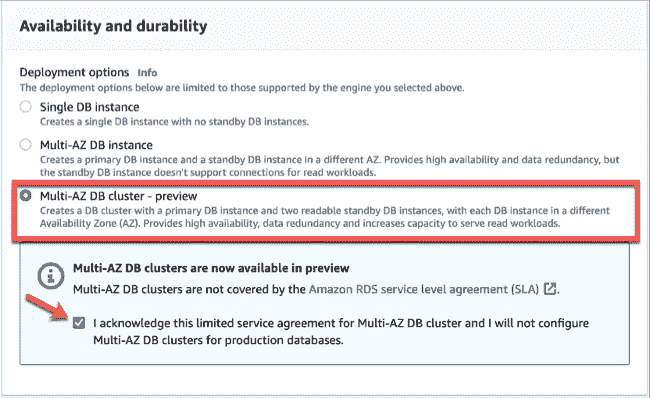 Availability and durability
Deployment options Info
The deployment options below are limited to those supported by the engine you selected above.
Single DB instance
Creates a single DB instance with no standby DB instances.
Multi-AZ DB instance
Creates a primary DB instance and a standby DB instance in a different AZ. Provides high availability and data redundancy, but
the standby DB instance doesn't support connections for read workloads.
Multi-AZ DB cluster - preview
Creates a DB cluster with a primary DB instance and two readable standby DB instances, with each DB instance in a different
Availability Zone (AZ). Provides high availability, data redundancy and increases capacity to serve read workloads.
Multi-AZ DB clusters are now available in preview
Multi-AZ DB clusters are not covered by the Amazon RDS service level agreement (SLA).
I acknowledge this limited service agreement for Multi-AZ DB cluster and I will not configure
Multi-AZ DB clusters for production databases.